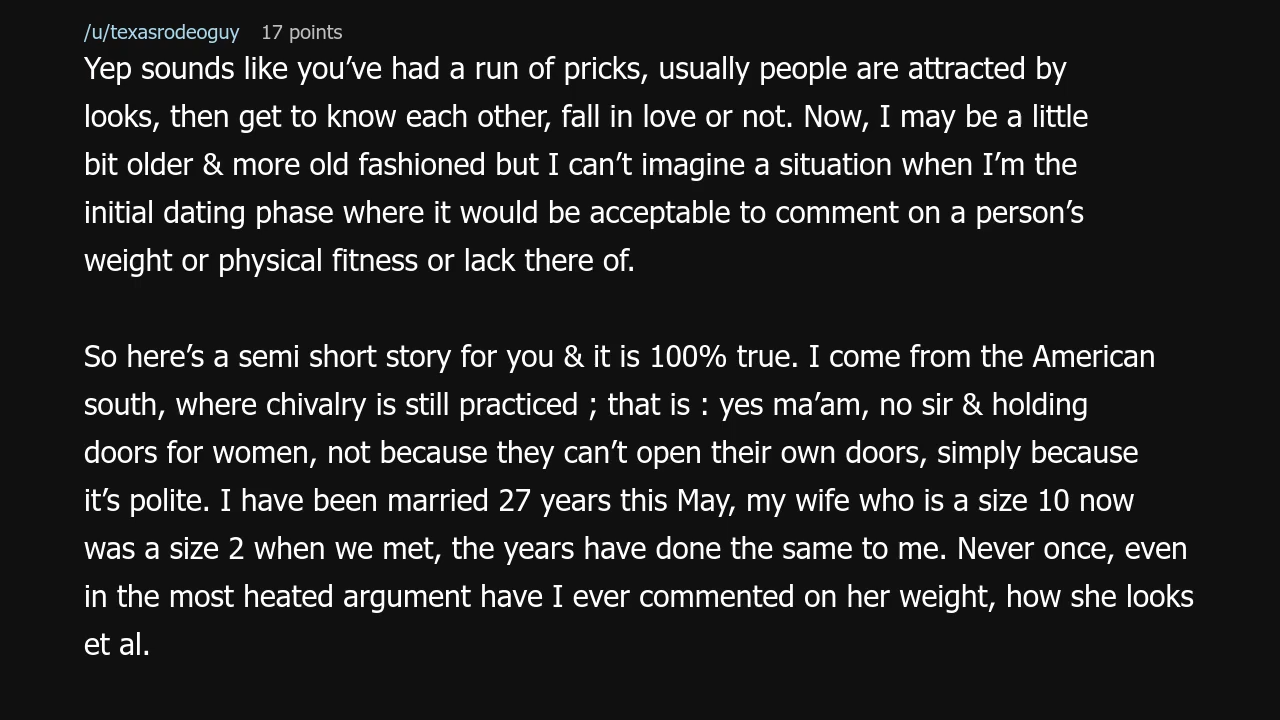 /u/texasrodeoguy 17 points
Yep sounds like you’ve had a run of pricks, usually people are attracted by
looks, then get to know each other, fall in love or not. Now, I may be a little
bit older & more old fashioned but I can’t imagine a situation when I’m the
initial dating phase where it would be acceptable to comment on a person’s
weight or physical fitness or lack there of.
So here’s a semi short story for you & it is 100% true. I come from the American
south, where chivalry is still practiced ; that is : yes ma’am, no sir & holding
doors for women, not because they can’t open their own doors, simply because
it’s polite. I have been married 27 years this May, my wife who is a size 10 now
was a size 2 when we met, the years have done the same to me. Never once, even
in the most heated argument have I ever commented on her weight, how she looks
et al.